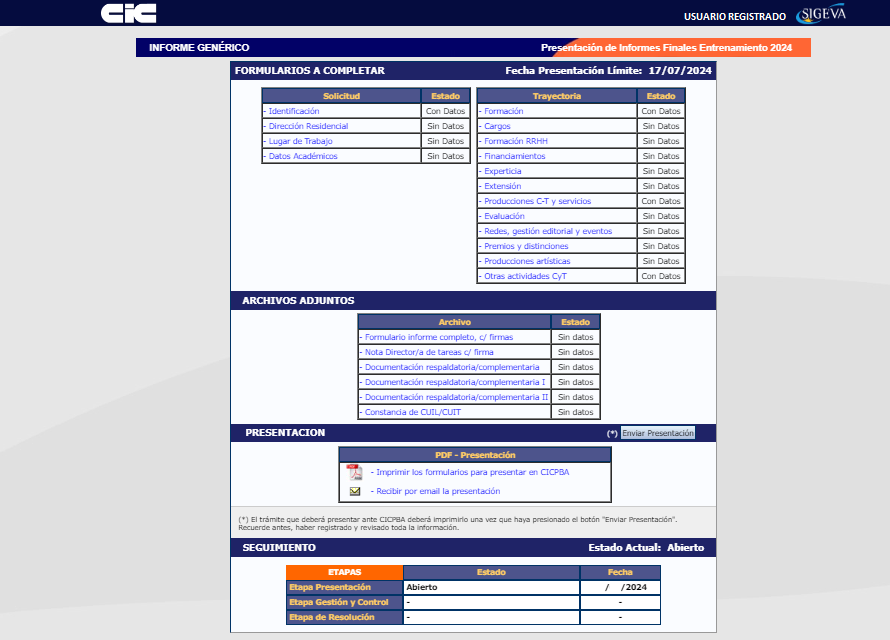 CIC
USUARIO REGISTRADO SIGEVA
INFORME GENÉRICO Presentación de Informes Finales Entrenamiento 2024
FORMULARIOS A COMPLETAR Fecha Presentación Límite: 17/07/2024
Solicitud Estado
- Identificación Con Datos
- Dirección Residencial Sin Datos
- Lugar de Trabajo Sin Datos
- Datos Académicos Sin Datos
Trayectoria Estado
- Formación Con Datos
- Cargos Sin Datos
- Formación RRHH Sin Datos
- Financiamientos Sin Datos
- Experticia Sin Datos
- Extensión Sin Datos
- Producciones C-T y servicios Con Datos
- Evaluación Sin Datos
- Redes, gestión editorial y eventos Sin Datos
- Premios y distinciones Sin Datos
- Producciones artísticas Sin Datos
- Otras actividades CyT Con Datos
ARCHIVOS ADJUNTOS
Archivo Estado
- Formulario informe completo, c/ firmas Sin datos
- Nota Director/a de tareas c/ firma Sin datos
- Documentación respaldatoria/complementaria Sin datos
- Documentación respaldatoria/complementaria I Sin datos
- Documentación respaldatoria/complementaria II Sin datos
- Constancia de CUIL/CUIT Sin datos
PRESENTACION (*) Enviar Presentación
PDF - Presentación
- Imprimir los formularios para presentar en CICPBA
- Recibir por email la presentación
(*) El trámite que deberá presentar ante CICPBA deberá imprimirlo una vez que haya presionado el botón "Enviar Presentación".
Recuerde antes, haber registrado y revisado toda la información.
SEGUIMIENTO Estado Actual: Abierto
ETAPAS Estado Fecha
Etapa Presentación Abierto / /2024
Etapa Gestión y Control - -
Etapa de Resolución - -